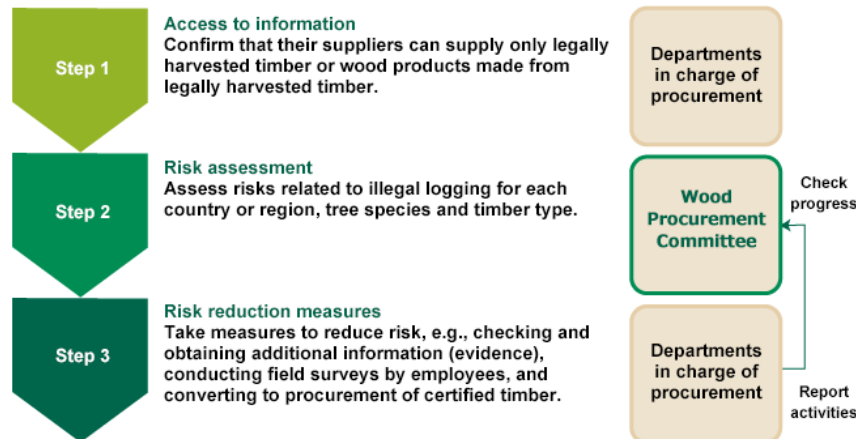 Step 1
Access to information
Confirm that their suppliers can supply only legally
harvested timber or wood products made from
legally harvested timber.
Departments
in charge of
procurement
Step 2
Risk assessment
Assess risks related to illegal logging for each
country or region, tree species and timber type.
Wood
Procurement
Committee
Check
progress
Step 3
Risk reduction measures
Take measures to reduce risk, e.g., checking and
obtaining additional information (evidence),
conducting field surveys by employees, and
converting to procurement of certified timber.
Departments
in charge of
procurement
Report
activities